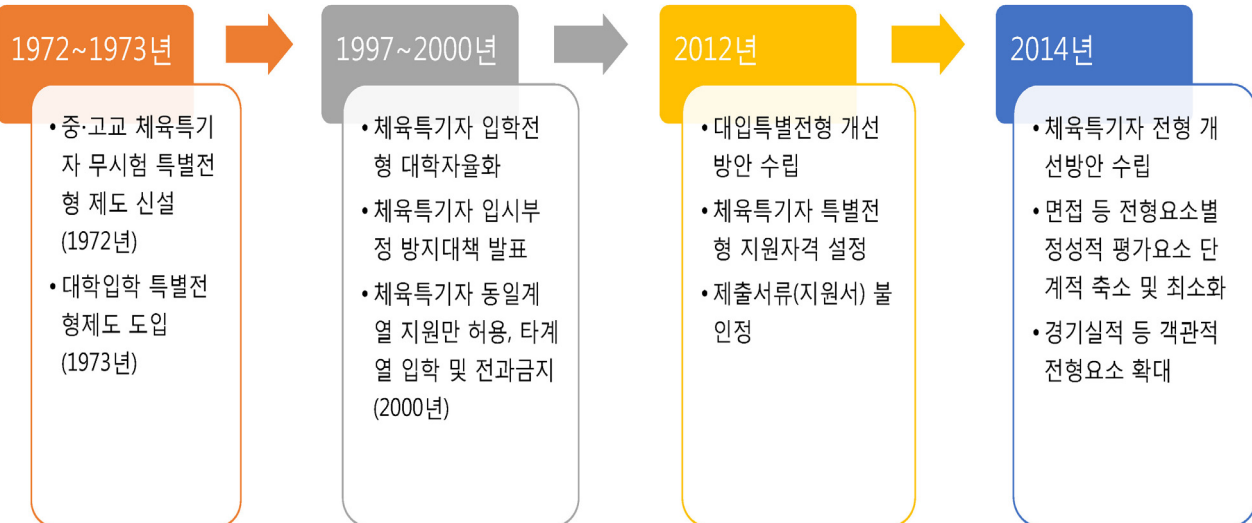 1972~1973년
• 중·고교 체육특기
자 무시험 특별전
형 제도 신설
(1972년)
• 대학입학 특별전
형제도 도입
(1973년)
1997~2000년
• 체육특기자 입학전
형 대학자율화
• 체육특기자 입시부
정 방지대책 발표
• 체육특기자 동일계
열 지원만 허용, 타계
열 입학 및 전과금지
(2000년)
2012년
• 대입특별전형 개선
방안 수립
• 체육특기자 특별전
형 지원자격 설정
• 제출서류(지원서) 불
인정
2014년
• 체육특기자 전형 개
선방안 수립
• 면접 등 전형요소별
정성적 평가요소 단
계적 축소 및 최소화
• 경기실적 등 객관적
전형요소 확대